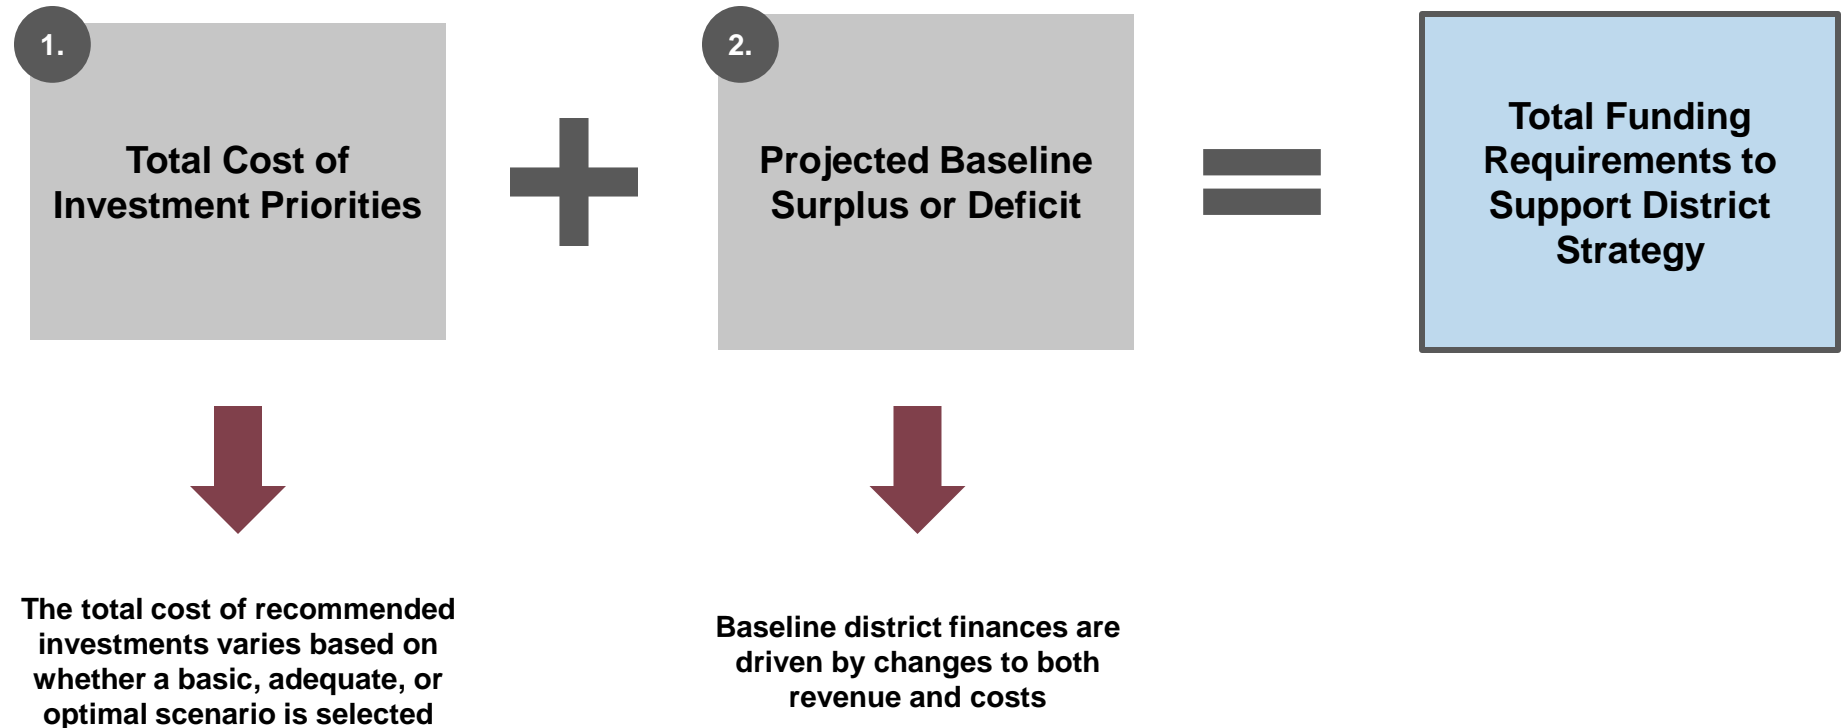 1.
Total Cost of
Investment Priorities
2.
Projected Baseline
Surplus or Deficit
Total Funding
Requirements to
Support District
Strategy
The total cost of recommended
investments varies based on
whether a basic, adequate, or
optimal scenario is selected
Baseline district finances are
driven by changes to both
revenue and costs